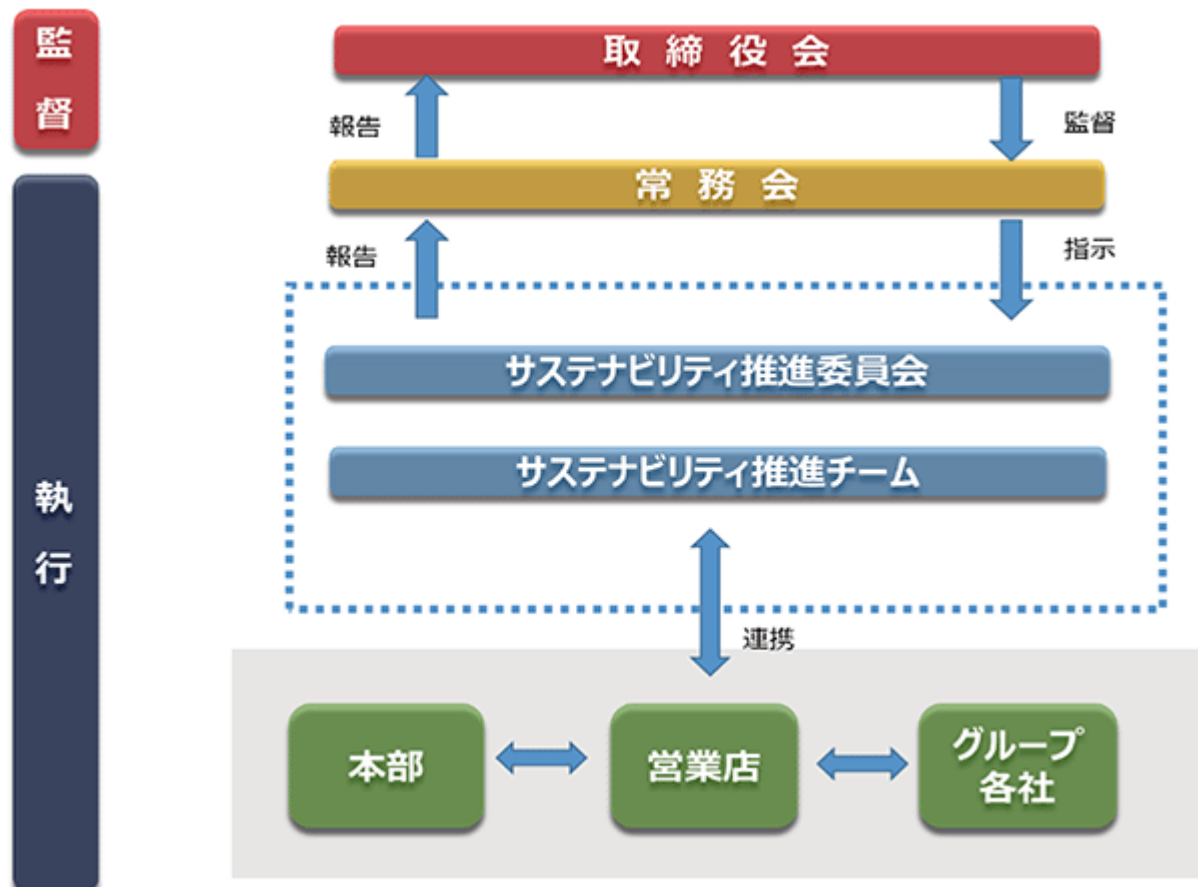 監督
取締役会
報告
監督
常務会
報告
指示
執行
サステナビリティ推進委員会
サステナビリティ推進チーム
連携
本部
営業店
グループ
各社